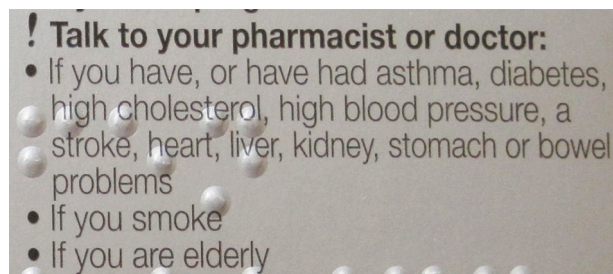 ! Talk to your pharmacist or doctor:
• If you have, or have had asthma, diabetes,
high cholesterol, high blood pressure, a
stroke, heart, liver, kidney, stomach or bowel
problems
• If you smoke
• If you are elderly